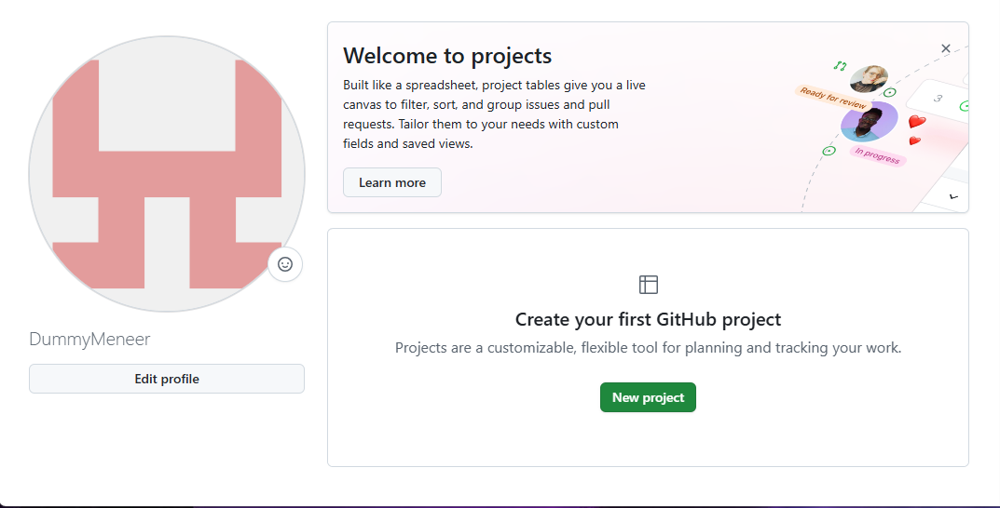 Welcome to projects
Built like a spreadsheet, project tables give you a live
canvas to filter, sort, and group issues and pull
requests. Tailor them to your needs with custom
fields and saved views.
Learn more
Ready for review
In progress
3
DummyMeneer
Edit profile
Create your first GitHub project
Projects are a customizable, flexible tool for planning and tracking your work.
New project